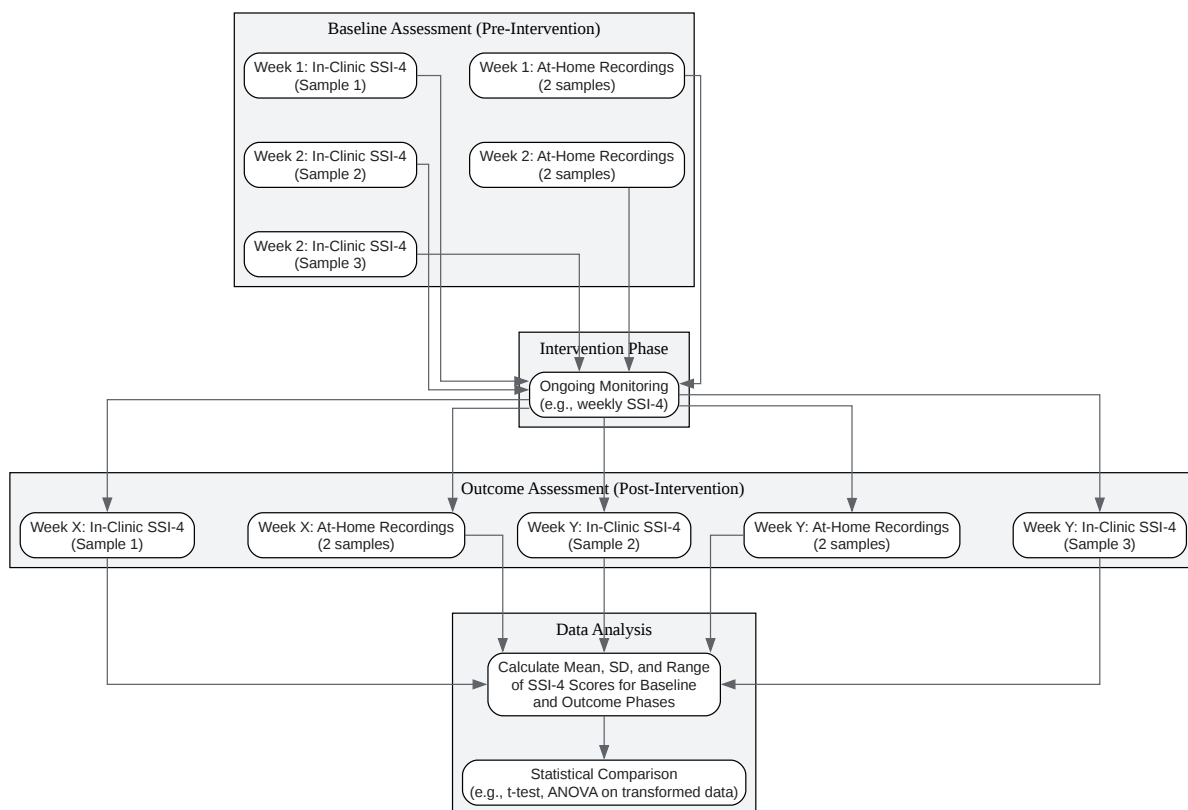 Baseline Assessment (Pre-Intervention)
Week 1: In-Clinic SSI-4
(Sample 1)
Week 1: At-Home Recordings
(2 samples)
Week 2: In-Clinic SSI-4
(Sample 2)
Week 2: At-Home Recordings
(2 samples)
Week 2: In-Clinic SSI-4
(Sample 3)
Intervention Phase
Ongoing Monitoring
(e.g., weekly SSI-4)
Outcome Assessment (Post-Intervention)
Week X: In-Clinic SSI-4
(Sample 1)
Week X: At-Home Recordings
(2 samples)
Week Y: In-Clinic SSI-4
(Sample 2)
Week Y: At-Home Recordings
(2 samples)
Week Y: In-Clinic SSI-4
(Sample 3)
Data Analysis
Calculate Mean, SD, and Range
of SSI-4 Scores for Baseline
and Outcome Phases
Statistical Comparison
(e.g., t-test, ANOVA on transformed data)